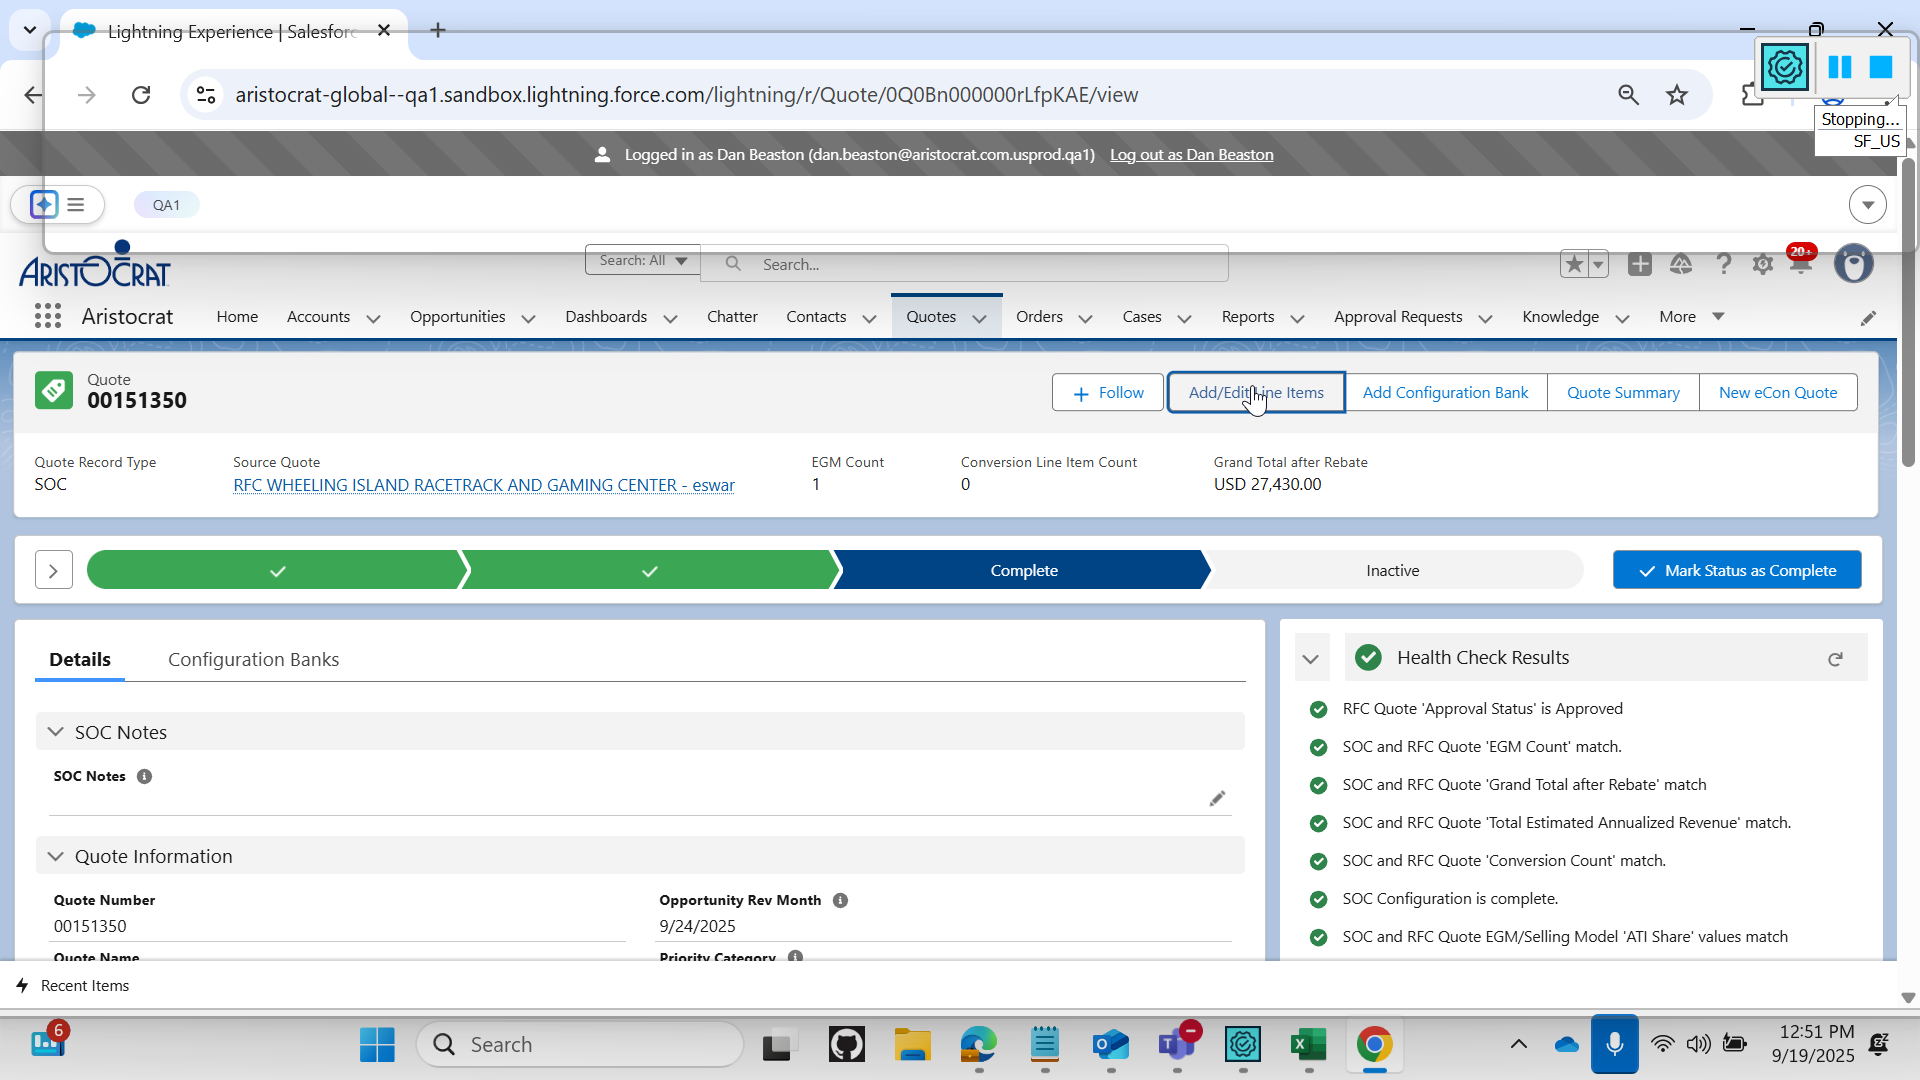 Lightning Experience | Salesfor
aristocrat-global--qa1.sandbox.lightning.force.com/lightning/r/Quote/0Q0Bn000000rLfpKAE/view
Stopping...
SF_US
Logged in as Dan Beaston (dan.beaston@aristocrat.com.usprod.qa1) Log out as Dan Beaston
QA1
ARISTOCRAT
Search: All
Search...
20+
Aristocrat
Home
Accounts
Opportunities
Dashboards
Chatter
Contacts
Quotes
Orders
Cases
Reports
Approval Requests
Knowledge
More
Quote
00151350
Follow
Add/Edit Line Items
Add Configuration Bank
Quote Summary
New eCon Quote
Quote Record Type
SOC
Source Quote
RFC WHEELING ISLAND RACETRACK AND GAMING CENTER - eswar
EGM Count
1
Conversion Line Item Count
0
Grand Total after Rebate
USD 27,430.00
Complete
Inactive
Mark Status as Complete
Details
Configuration Banks
SOC Notes
SOC Notes
Quote Information
Quote Number
00151350
Opportunity Rev Month
9/24/2025
Quote Name
Priority Category
Health Check Results
RFC Quote 'Approval Status' is Approved
SOC and RFC Quote 'EGM Count' match.
SOC and RFC Quote 'Grand Total after Rebate' match
SOC and RFC Quote 'Total Estimated Annualized Revenue' match.
SOC and RFC Quote 'Conversion Count' match.
SOC Configuration is complete.
SOC and RFC Quote EGM/Selling Model 'ATI Share' values match
Recent Items
6
Search
12:51 PM
9/19/2025